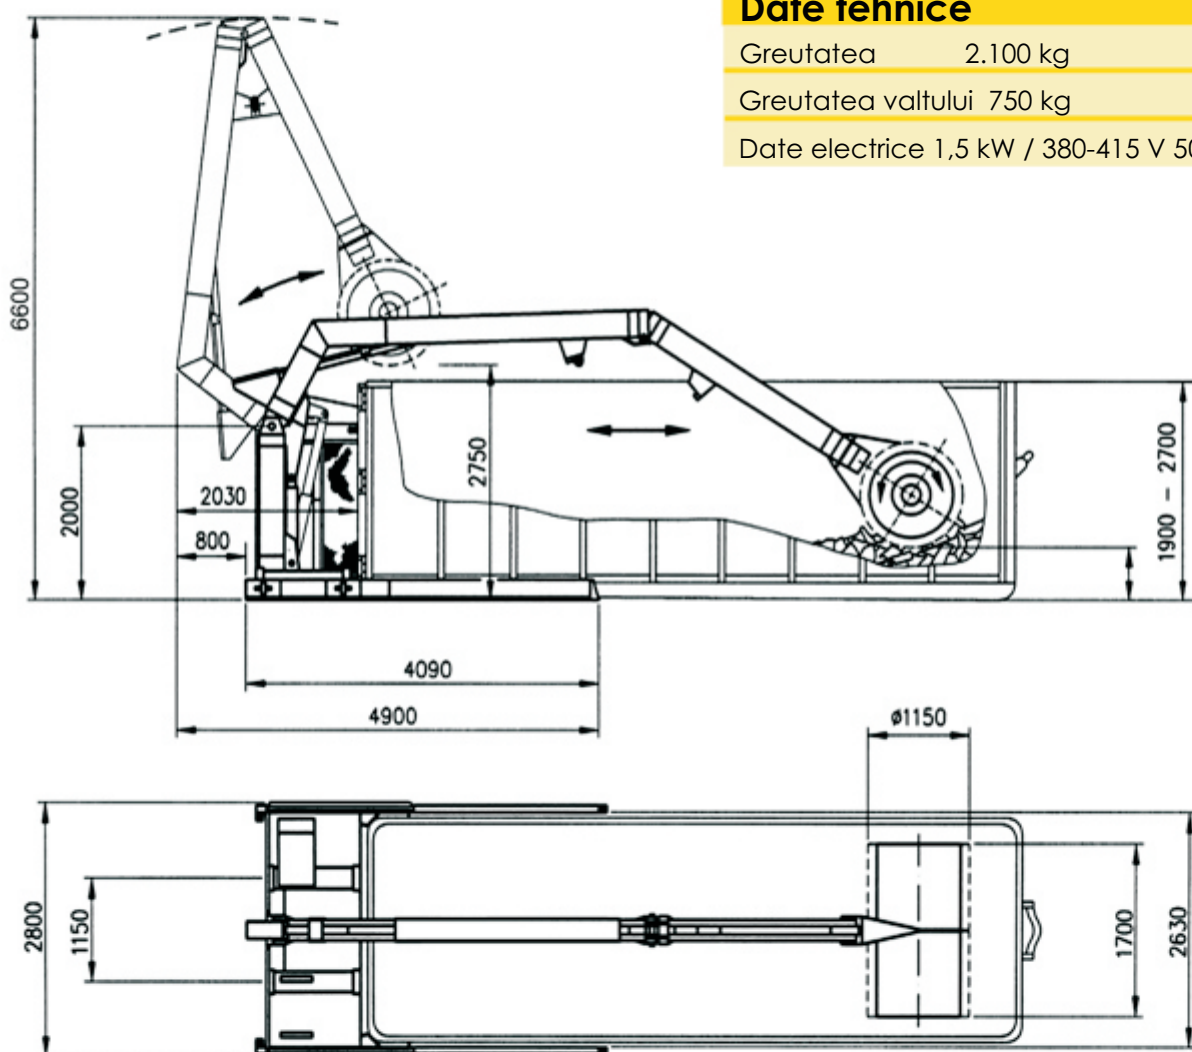 Date tehnice
Greutatea 2.100 kg
Greutatea valtului 750 kg
Date electrice 1,5 kW / 380-415 V 50
6600
2000
2030
800
2750
1900 – 2700
4090
4900
ø1150
2800
1150
1700
2630